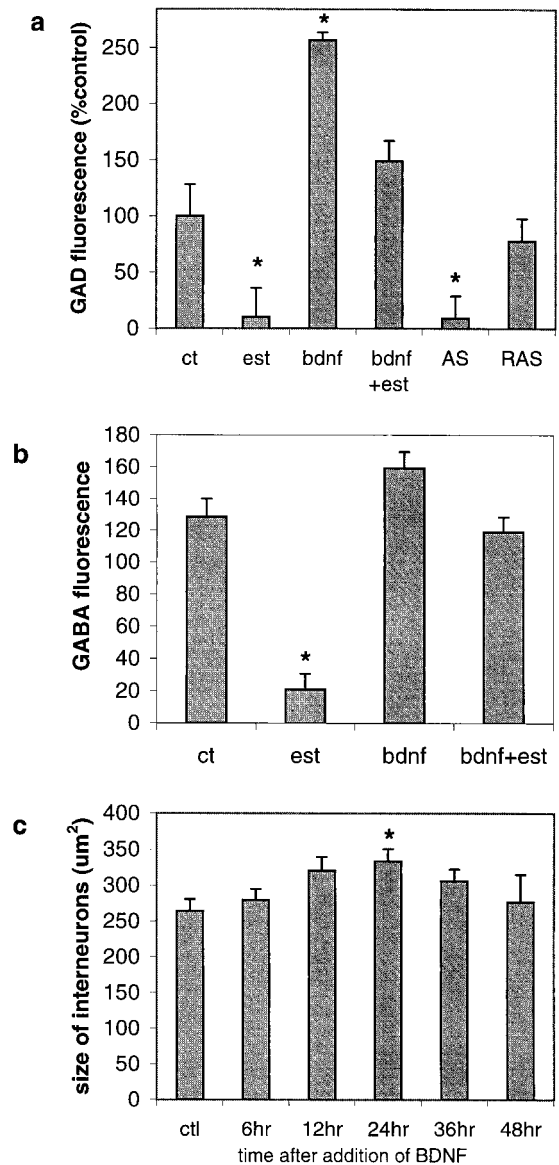 a
GAD fluorescence (%control)
250
200
150
100
50
0
*
*
*
ct est bdnf bdnf AS RAS
+est
b
GABA fluorescence
180
160
140
120
100
80
60
40
20
0
*
ct est bdnf bdnf+est
c
size of interneurons (um²)
400
350
300
250
200
150
100
50
0
*
ctl 6hr 12hr 24hr 36hr 48hr
time after addition of BDNF